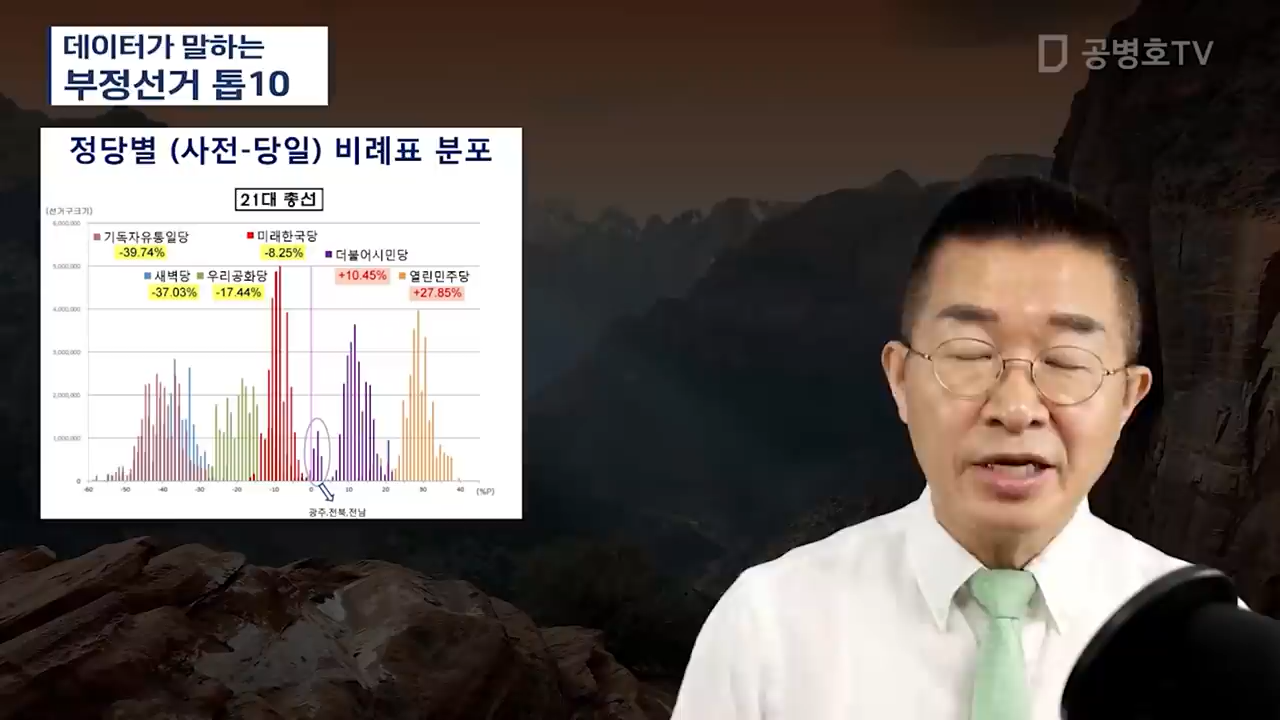 데이터가 말하는
부정선거 톱10
공병호TV
정당별 (사전-당일) 비례표 분포
21대 총선
(선거구크기)
6,000,000
기독자유통일당
-39.74%
미래한국당
-8.25%
더불어시민당
+10.45%
5,000,000
새벽당
-37.03%
우리공화당
-17.44%
열린민주당
+27.85%
4,000,000
3,000,000
2,000,000
1,000,000
0
-60 -50 -40 -30 -20 -10 0 10 20 30 40 (%P)
광주,전북,전남